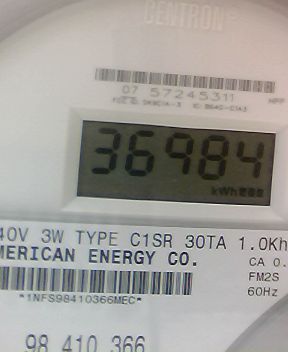 CENTRON®
07 57245311
36984
kWh
40V 3W TYPE C1SR 30TA 1.0Kh
MERICAN ENERGY CO.
CA 0.
FM2S
60Hz
*1NFS98410366MEC*
98 410 366